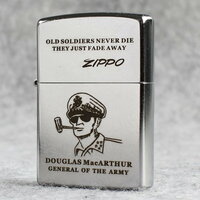 OLD SOLDIERS NEVER DIE
THEY JUST FADE AWAY
ZIPPO
DOUGLAS MacARTHUR
GENERAL OF THE ARMY